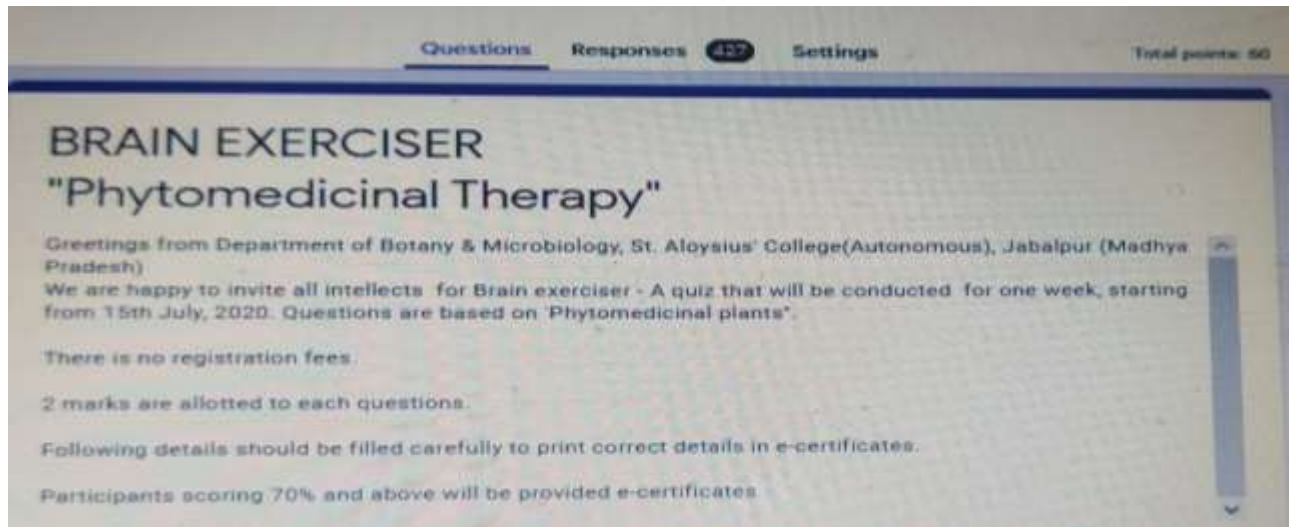 Questions Responses 437 Settings Total points: 50
BRAIN EXERCISER
"Phytomedicinal Therapy"
Greetings from Department of Botany & Microbiology, St. Aloysius' College(Autonomous), Jabalpur (Madhya
Pradesh)
We are happy to invite all intellects for Brain exerciser - A quiz that will be conducted for one week, starting
from 15th July, 2020. Questions are based on 'Phytomedicinal plants".
There is no registration fees.
2 marks are allotted to each questions.
Following details should be filled carefully to print correct details in e-certificates.
Participants scoring 70% and above will be provided e-certificates